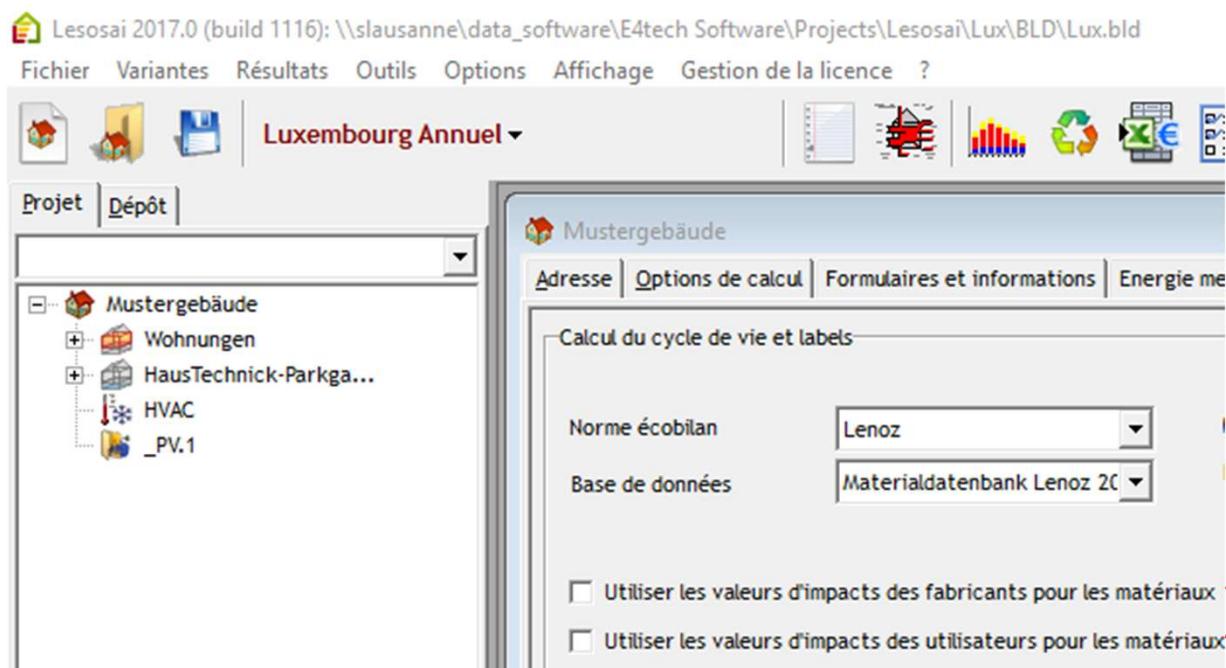 Lesosai 2017.0 (build 1116): \\slausanne\data_software\E4tech Software\Projects\Lesosai\Lux\BLD\Lux.bld
Fichier Variantes Résultats Outils Options Affichage Gestion de la licence ?
Luxembourg Annuel
Projet Dépôt
Mustergebäude
Wohnungen
HausTechnick-Parkga...
HVAC
_PV.1
Mustergebäude
Adresse Options de calcul Formulaires et informations Energie me
Calcul du cycle de vie et labels
Norme écobilan Lenoz
Base de données Materialdatenbank Lenoz 20
Utiliser les valeurs d'impacts des fabricants pour les matériaux
Utiliser les valeurs d'impacts des utilisateurs pour les matériaux